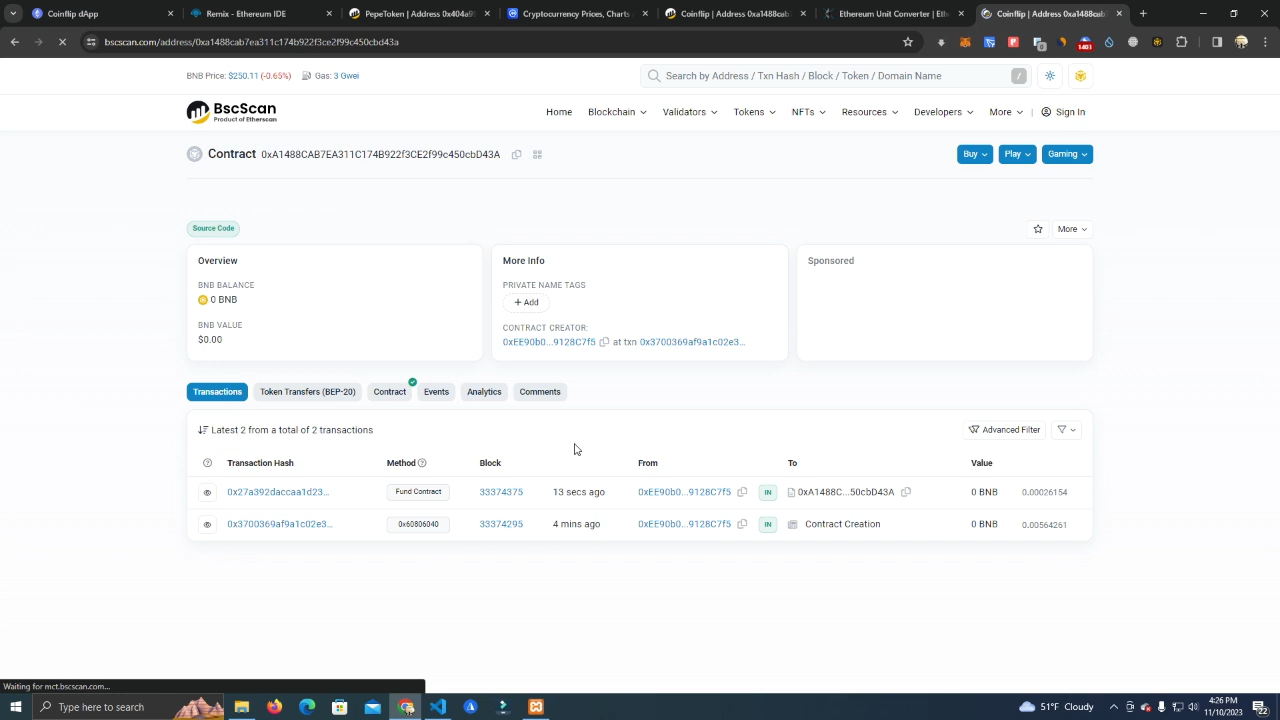 Coinflip dApp
Remix - Ethereum IDE
PepeToken | Address 0x404a9
Cryptocurrency Prices, Charts
Coinflip | Address 0xa1488cab
Ethereum Unit Converter | Eth
Coinflip | Address 0xa1488cab
bscscan.com/address/0xa1488cab7ea311c174b922f3ce2f99c450cbd43a
1403
BNB Price: $250.11 (-0.65%) Gas: 3 Gwei
Search by Address / Txn Hash / Block / Token / Domain Name /
BscScan
Product of Etherscan
Home Blockchain Validators Tokens NFTs Resources Developers More | Sign In
Contract 0xA1488CAB7EA311C174B922f3CE2f99c450cbD43A
Buy Play Gaming
Source Code
More
Overview
BNB BALANCE
0 BNB
BNB VALUE
$0.00
More Info
PRIVATE NAME TAGS
+ Add
CONTRACT CREATOR:
0xEE90b0...9128C7f5 at txn 0x3700369af9a1c02e3...
Sponsored
Transactions Token Transfers (BEP-20) Contract Events Analytics Comments
Latest 2 from a total of 2 transactions
Advanced Filter
Transaction Hash Method Block From To Value
0x27a392daccaa1d23... Fund Contract 33374375 13 secs ago 0xEE90b0...9128C7f5 IN 0xA1488C...50cbD43A 0 BNB 0.00026154
0x3700369af9a1c02e3... 0x60806040 33374295 4 mins ago 0xEE90b0...9128C7f5 IN Contract Creation 0 BNB 0.00564261
Waiting for mct.bscscan.com...
Type here to search
51°F Cloudy
4:26 PM
11/10/2023